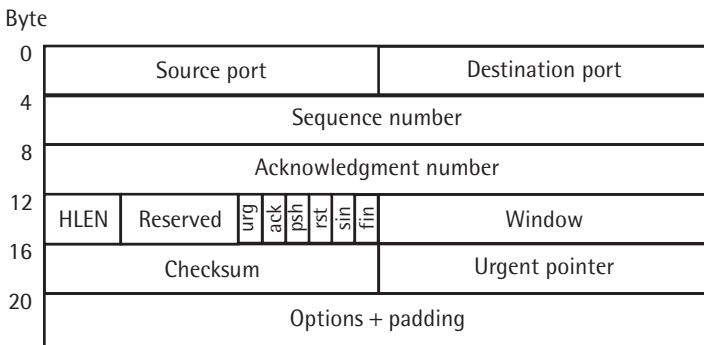 Byte
0
Source port Destination port
4
Sequence number
8
Acknowledgment number
12
HLEN Reserved urg ack psh rst sin fin Window
16
Checksum Urgent pointer
20
Options + padding